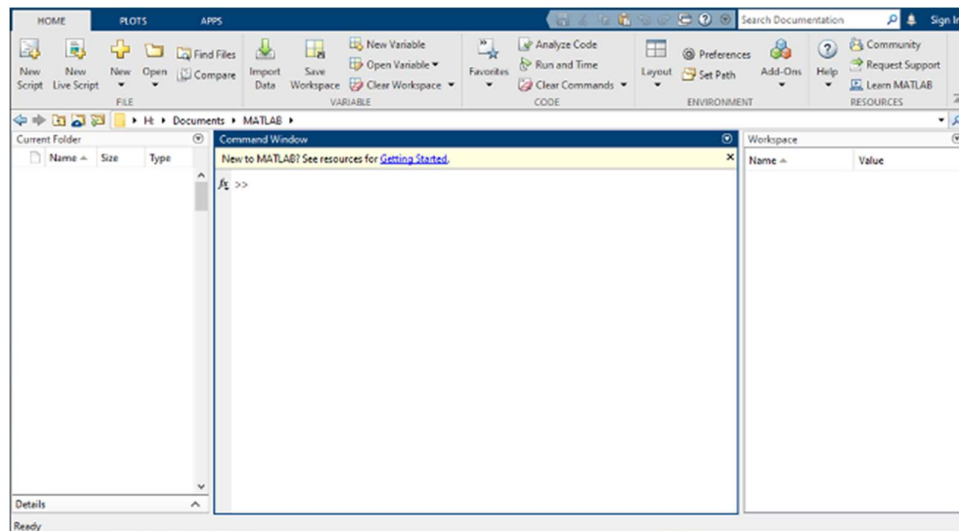 HOME PLOTS APPS Search Documentation Sign In
New Script
New Live Script
New
Open
Find Files
Compare
FILE
Import Data
Save Workspace
New Variable
Open Variable
Clear Workspace
VARIABLE
Favorites
Analyze Code
Run and Time
Clear Commands
CODE
Layout
Preferences
Set Path
Add-Ons
ENVIRONMENT
Help
Community
Request Support
Learn MATLAB
RESOURCES
H: Documents MATLAB
Current Folder
Name Size Type
Details
Command Window
New to MATLAB? See resources for Getting Started.
fx >>
Workspace
Name Value
Ready